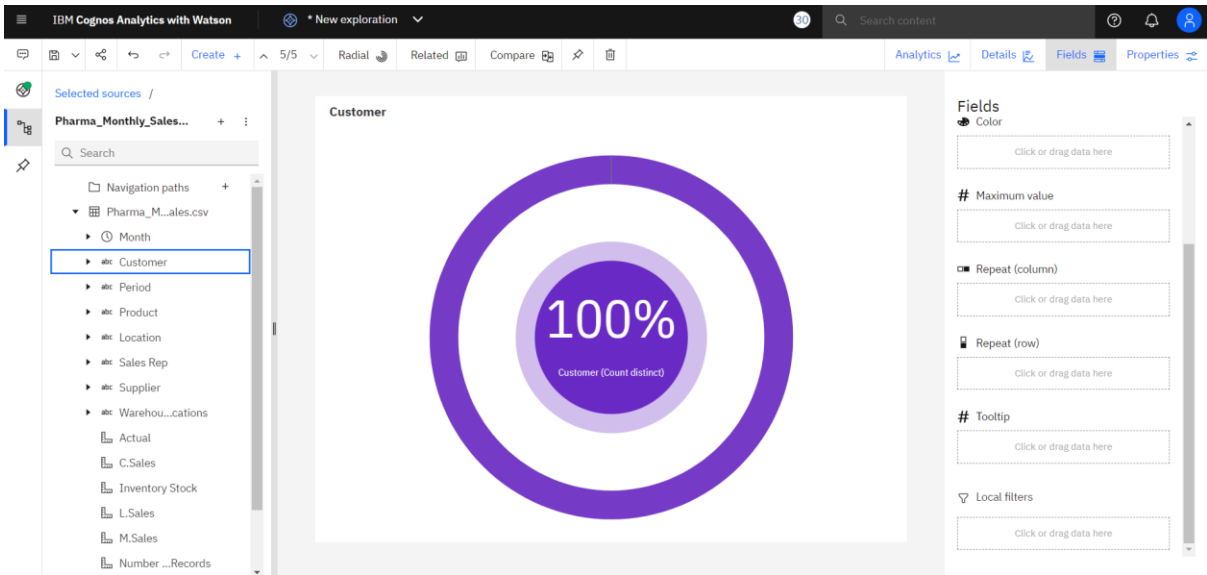 IBM Cognos Analytics with Watson
* New exploration
30
Search content
5/5
Create +
Radial
Related
Compare
Analytics
Details
Fields
Properties
Selected sources /
Pharma_Monthly_Sales...
+
Search
Navigation paths
+
Pharma_M...ales.csv
Month
abc Customer
abc Period
abc Product
abc Location
abc Sales Rep
abc Supplier
abc Warehou...cations
Actual
C.Sales
Inventory Stock
L.Sales
M.Sales
Number ...Records
Customer
100%
Customer (Count distinct)
Fields
Color
Click or drag data here
# Maximum value
Click or drag data here
Repeat (column)
Click or drag data here
Repeat (row)
Click or drag data here
# Tooltip
Click or drag data here
Local filters
Click or drag data here